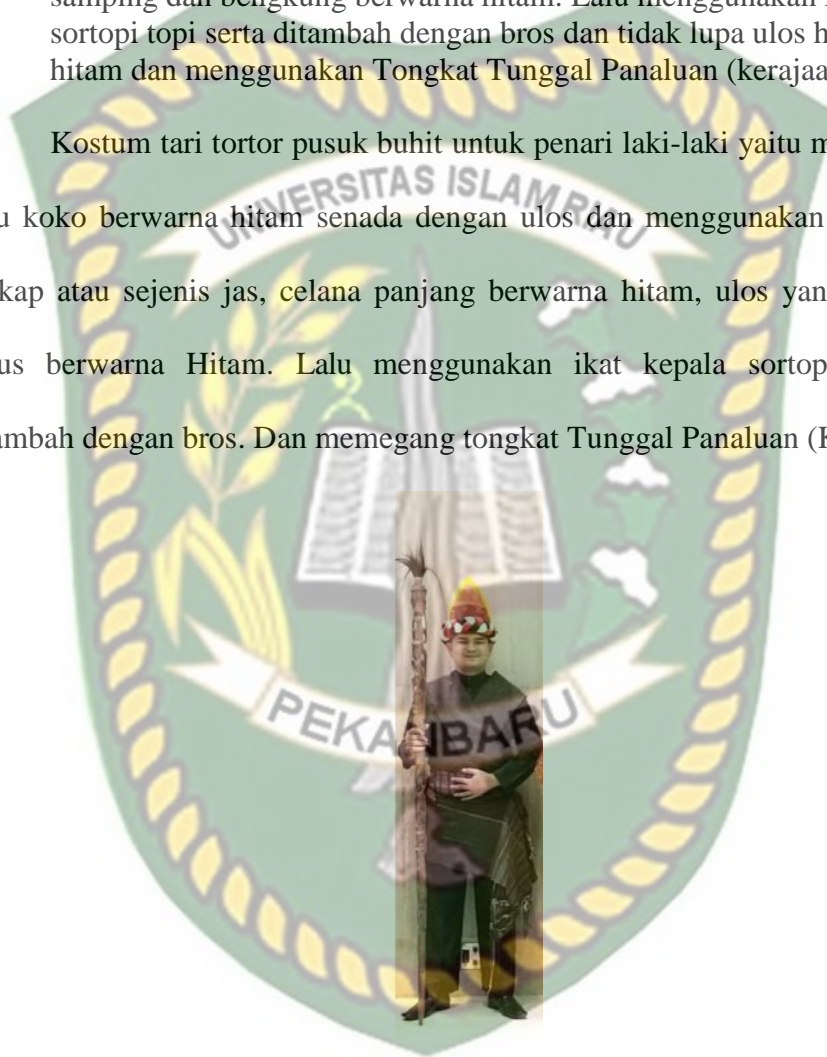 samping dan bengkung berwarna hitam. Lalu menggunakan
sortopi topi serta ditambah dengan bros dan tidak lupa ulos h
hitam dan menggunakan Tongkat Tunggal Panaluan (kerajaa
Kostum tari tortor pusuk buhit untuk penari laki-laki yaitu m
u koko berwarna hitam senada dengan ulos dan menggunakan
kap atau sejenis jas, celana panjang berwarna hitam, ulos yan
us berwarna Hitam. Lalu menggunakan ikat kepala sortop
ambah dengan bros. Dan memegang tongkat Tunggal Panaluan (K
UNIVERSITAS ISLAM RIAU
PEKANBARU